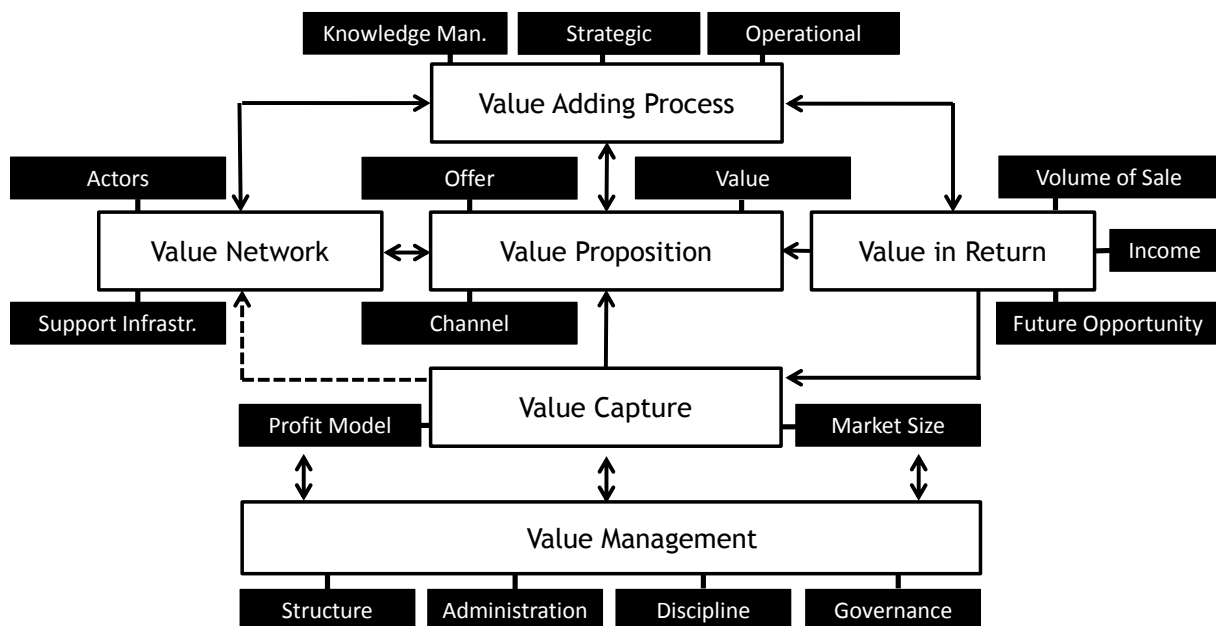 Knowledge Man.
Strategic
Operational
Value Adding Process
Actors
Offer
Value
Volume of Sale
Value Network
Value Proposition
Value in Return
Income
Support Infrastr.
Channel
Future Opportunity
Value Capture
Profit Model
Market Size
Value Management
Structure
Administration
Discipline
Governance